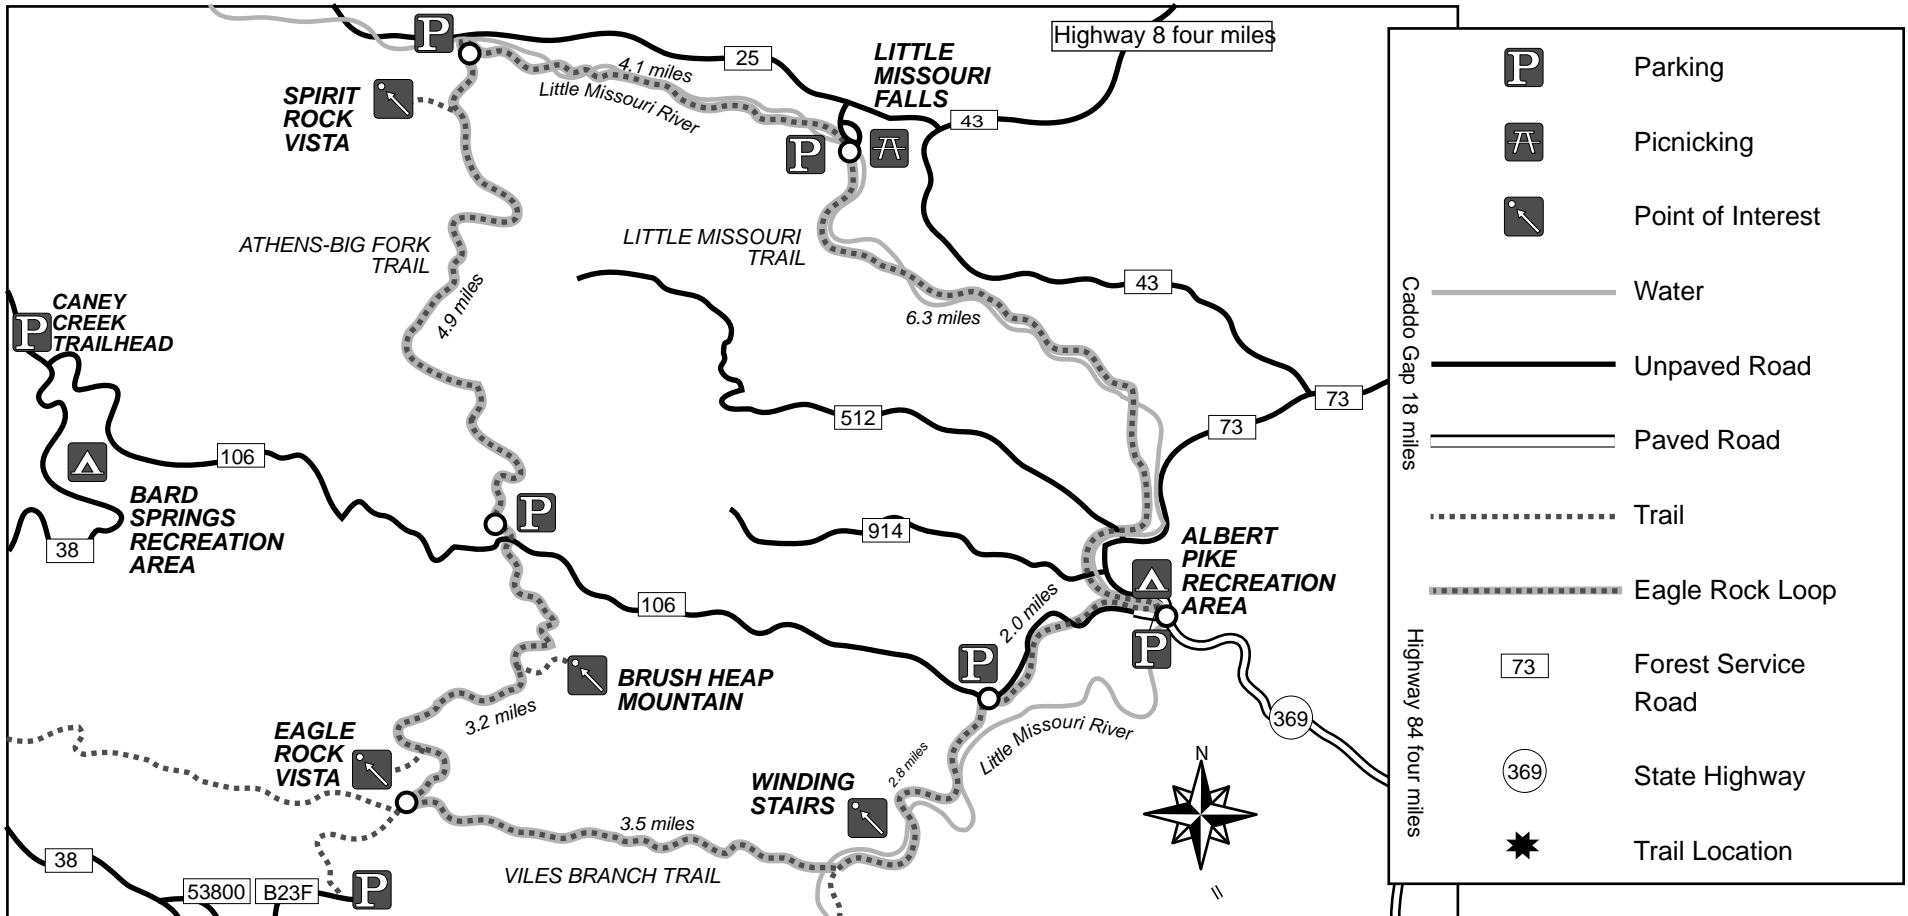 Highway 8 four miles
25
4.1 miles
Little Missouri River
LITTLE
MISSOURI
FALLS
43
SPIRIT
ROCK
VISTA
P
P
ATHENS-BIG FORK
TRAIL
LITTLE MISSOURI
TRAIL
4.9 miles
6.3 miles
43
CANEY
CREEK
TRAILHEAD
P
73
73
512
106
BARD
SPRINGS
RECREATION
AREA
38
P
914
ALBERT
PIKE
RECREATION
AREA
106
2.0 miles
P
P
BRUSH HEAP
MOUNTAIN
3.2 miles
Little Missouri River
369
EAGLE
ROCK
VISTA
WINDING
STAIRS
2.8 miles
N
3.5 miles
VILES BRANCH TRAIL
38
53800
B23F
P
P
Parking
Picnicking
Point of Interest
Water
Unpaved Road
Paved Road
Trail
Eagle Rock Loop
73
Forest Service
Road
369
State Highway
Trail Location
Caddo Gap 18 miles
Highway 84 four miles